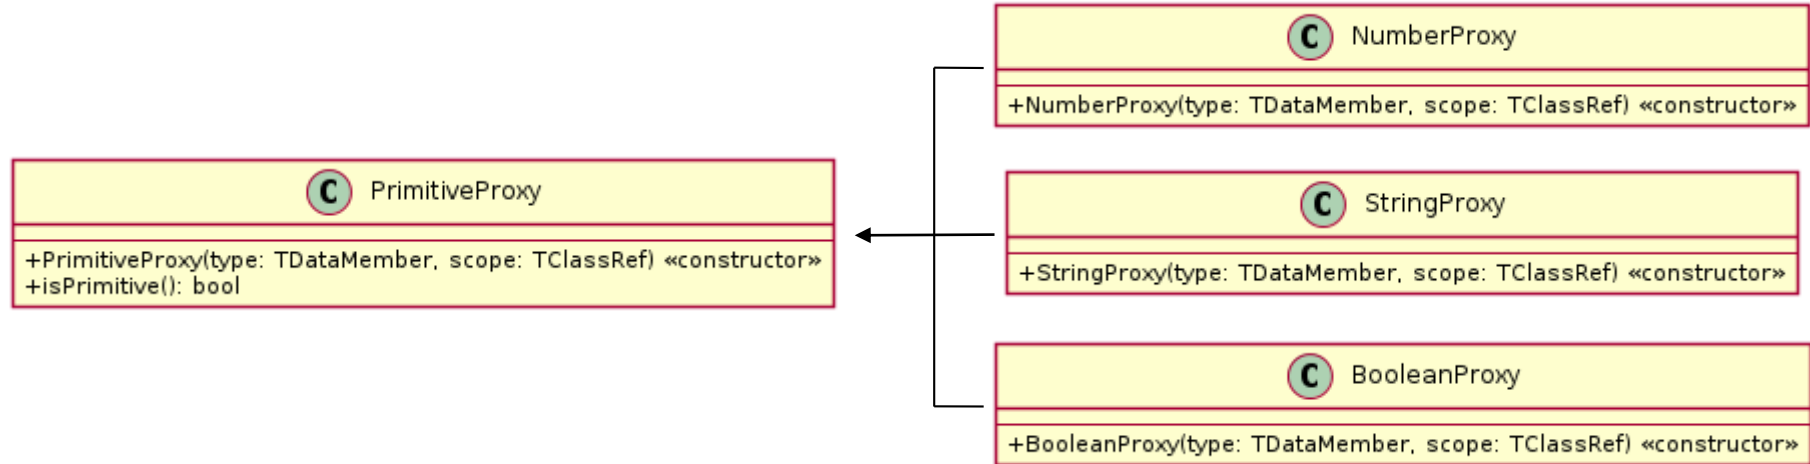 C NumberProxy
+NumberProxy(type: TDataMember, scope: TClassRef) «constructor»
C PrimitiveProxy
+PrimitiveProxy(type: TDataMember, scope: TClassRef) «constructor»
+isPrimitive(): bool
C StringProxy
+StringProxy(type: TDataMember, scope: TClassRef) «constructor»
C BooleanProxy
+BooleanProxy(type: TDataMember, scope: TClassRef) «constructor»